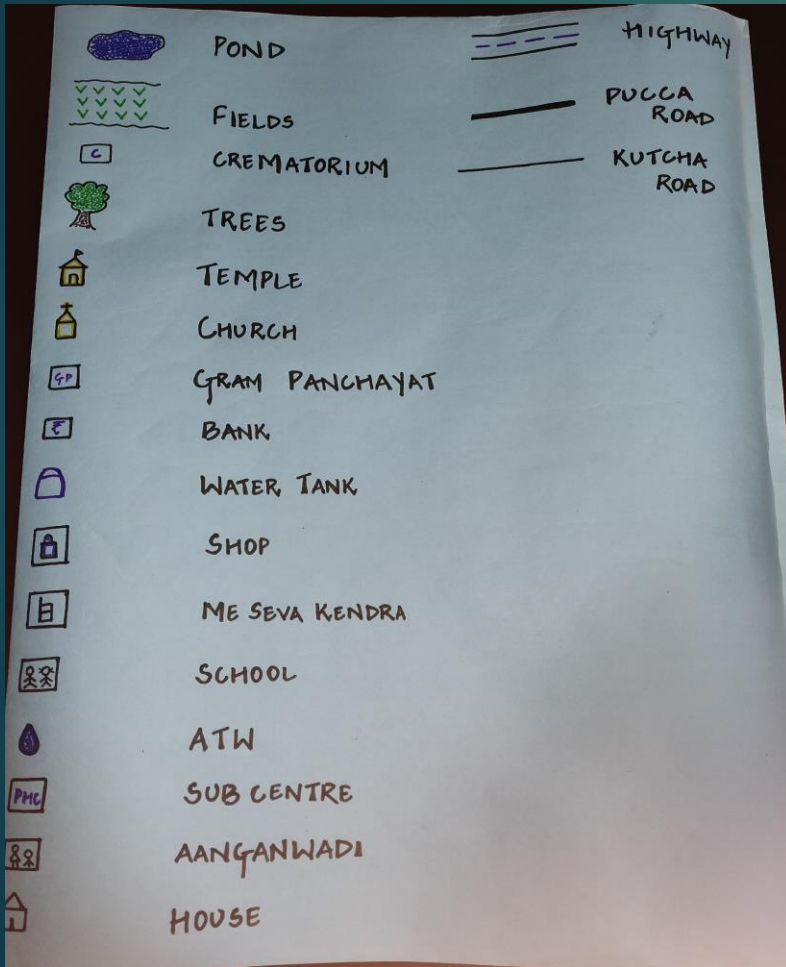 POND
HIGHWAY
FIELDS
PUCCA
ROAD
C
CREMATORIUM
KUTCHA
ROAD
TREES
TEMPLE
CHURCH
GP
GRAM PANCHAYAT
₹
BANK
WATER TANK
SHOP
ME SEVA KENDRA
SCHOOL
ATW
PHC
SUB CENTRE
AANGANWADI
HOUSE